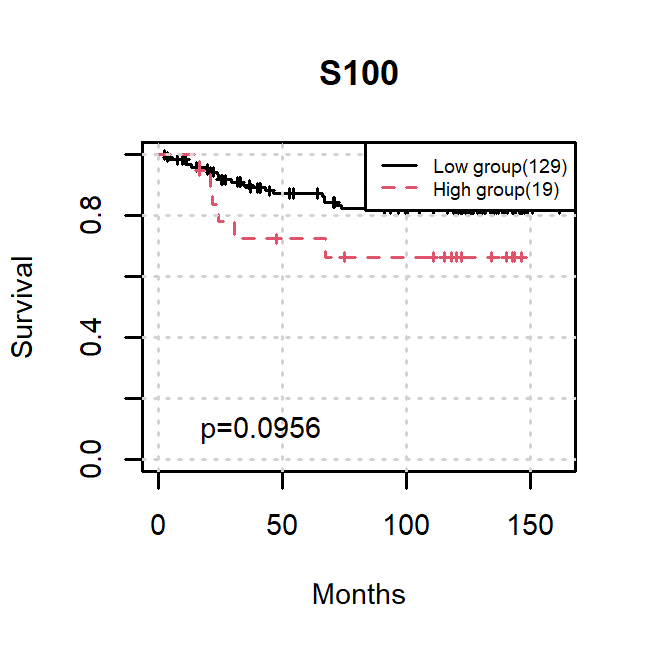 S100
Low group(129)
High group(19)
Survival
0.8
0.4
0.0
p=0.0956
0 50 100 150
Months